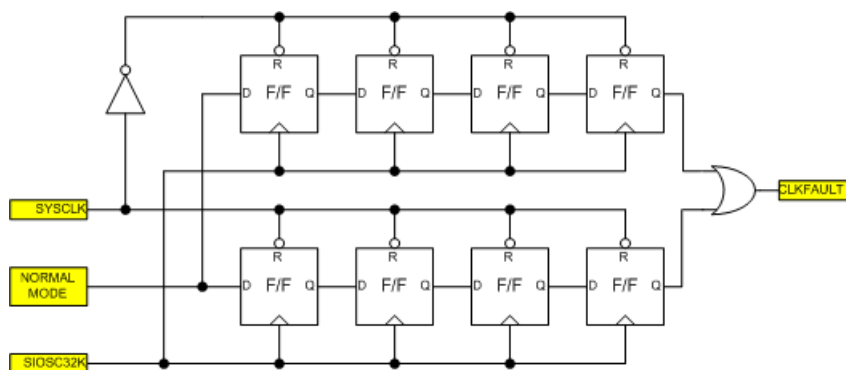 R R R R
D F/F Q D F/F Q D F/F Q D F/F Q
CLKFAULT
SYSCLK
R R R R
NORMAL
MODE
D F/F Q D F/F Q D F/F Q D F/F Q
SIOSC32K